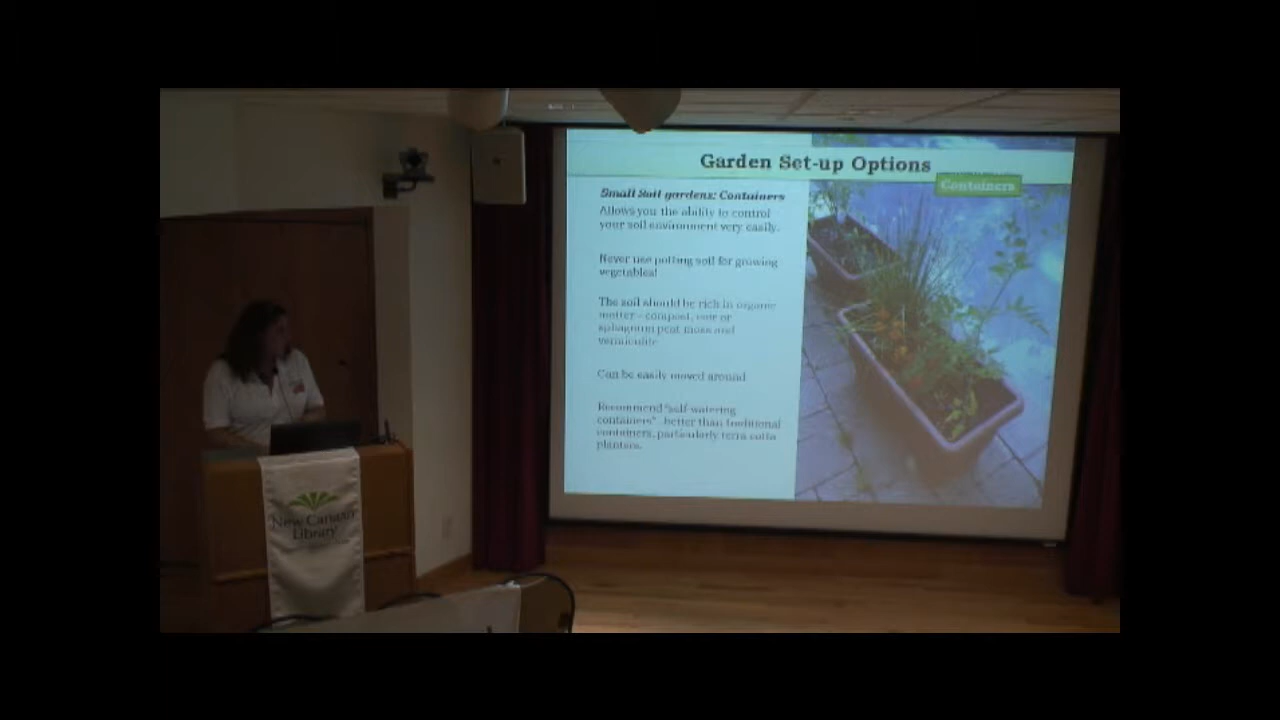 Garden Set-up Options
Containers
Small Soil gardens: Containers
Allows you the ability to control
your soil environment very easily.
Never use potting soil for growing
vegetables!
The soil should be rich in organic
matter – compost, coir or
sphagnum peat moss and
vermiculite
Can be easily moved around
Recommend "self-watering
containers" better than traditional
containers, particularly terra cotta
planters.
New Canaan
Library